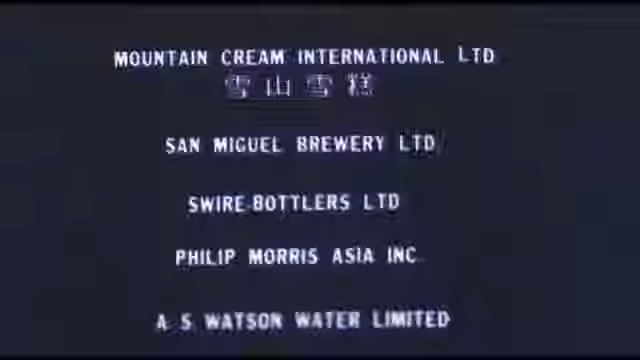 MOUNTAIN CREAM INTERNATIONAL LTD
雪山雪糕
SAN MIGUEL BREWERY LTD
SWIRE BOTTLERS LTD
PHILIP MORRIS ASIA INC.
A S WATSON WATER LIMITED